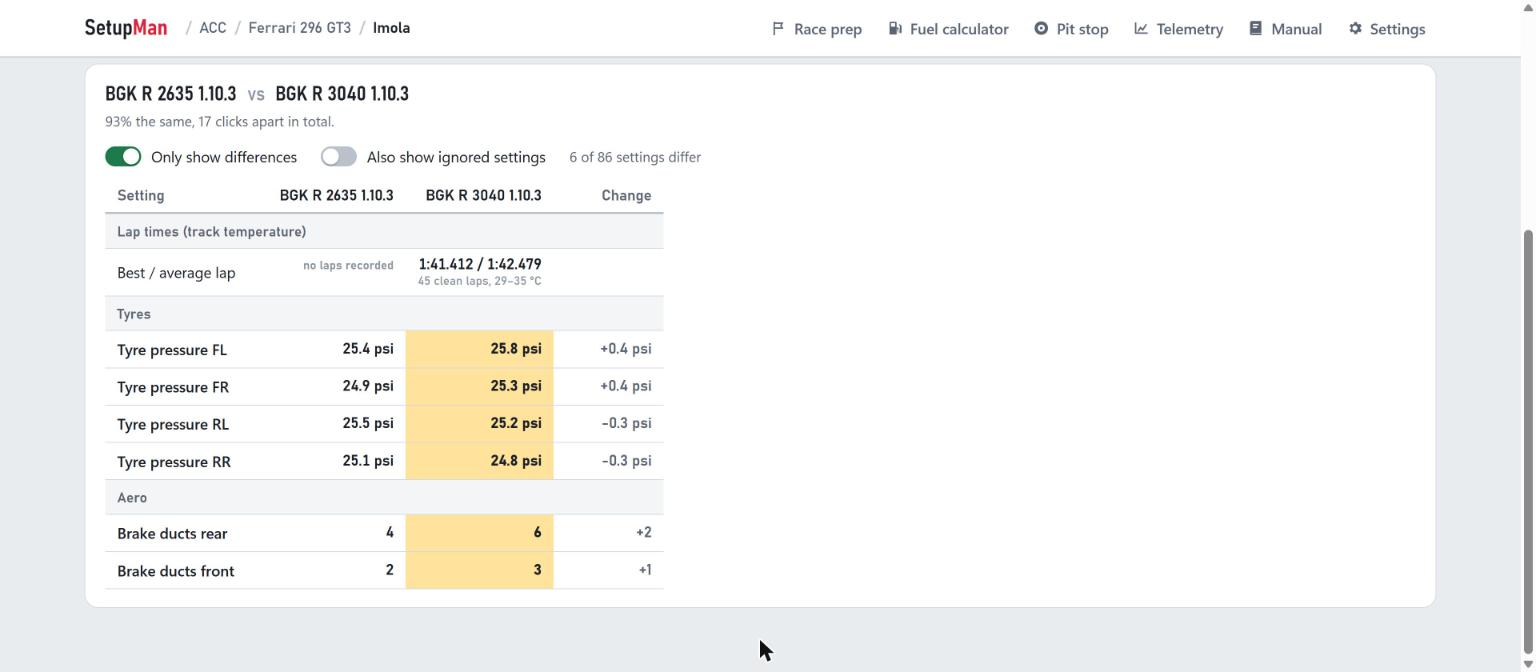 SetupMan / ACC / Ferrari 296 GT3 / Imola Race prep Fuel calculator Pit stop Telemetry Manual Settings
BGK R 2635 1.10.3 vs BGK R 3040 1.10.3
93% the same, 17 clicks apart in total.
Only show differences Also show ignored settings 6 of 86 settings differ
Setting BGK R 2635 1.10.3 BGK R 3040 1.10.3 Change
Lap times (track temperature)
Best / average lap no laps recorded 1:41.412 / 1:42.479
45 clean laps, 29–35 °C
Tyres
Tyre pressure FL 25.4 psi 25.8 psi +0.4 psi
Tyre pressure FR 24.9 psi 25.3 psi +0.4 psi
Tyre pressure RL 25.5 psi 25.2 psi −0.3 psi
Tyre pressure RR 25.1 psi 24.8 psi −0.3 psi
Aero
Brake ducts rear 4 6 +2
Brake ducts front 2 3 +1